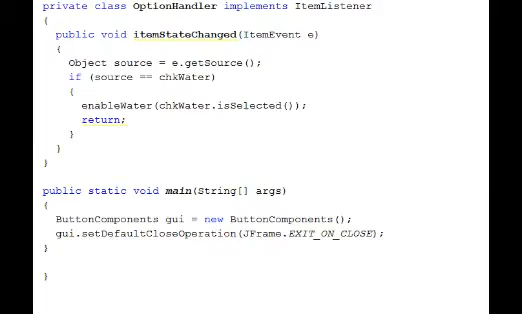 private class OptionHandler implements ItemListener
{
public void itemStateChanged(ItemEvent e)
{
Object source = e.getSource();
if (source == chkWater)
{
enableWater(chkWater.isSelected());
return;
}
}
}
public static void main(String[] args)
{
ButtonComponents gui = new ButtonComponents();
gui.setDefaultCloseOperation(JFrame.EXIT_ON_CLOSE);
}
}